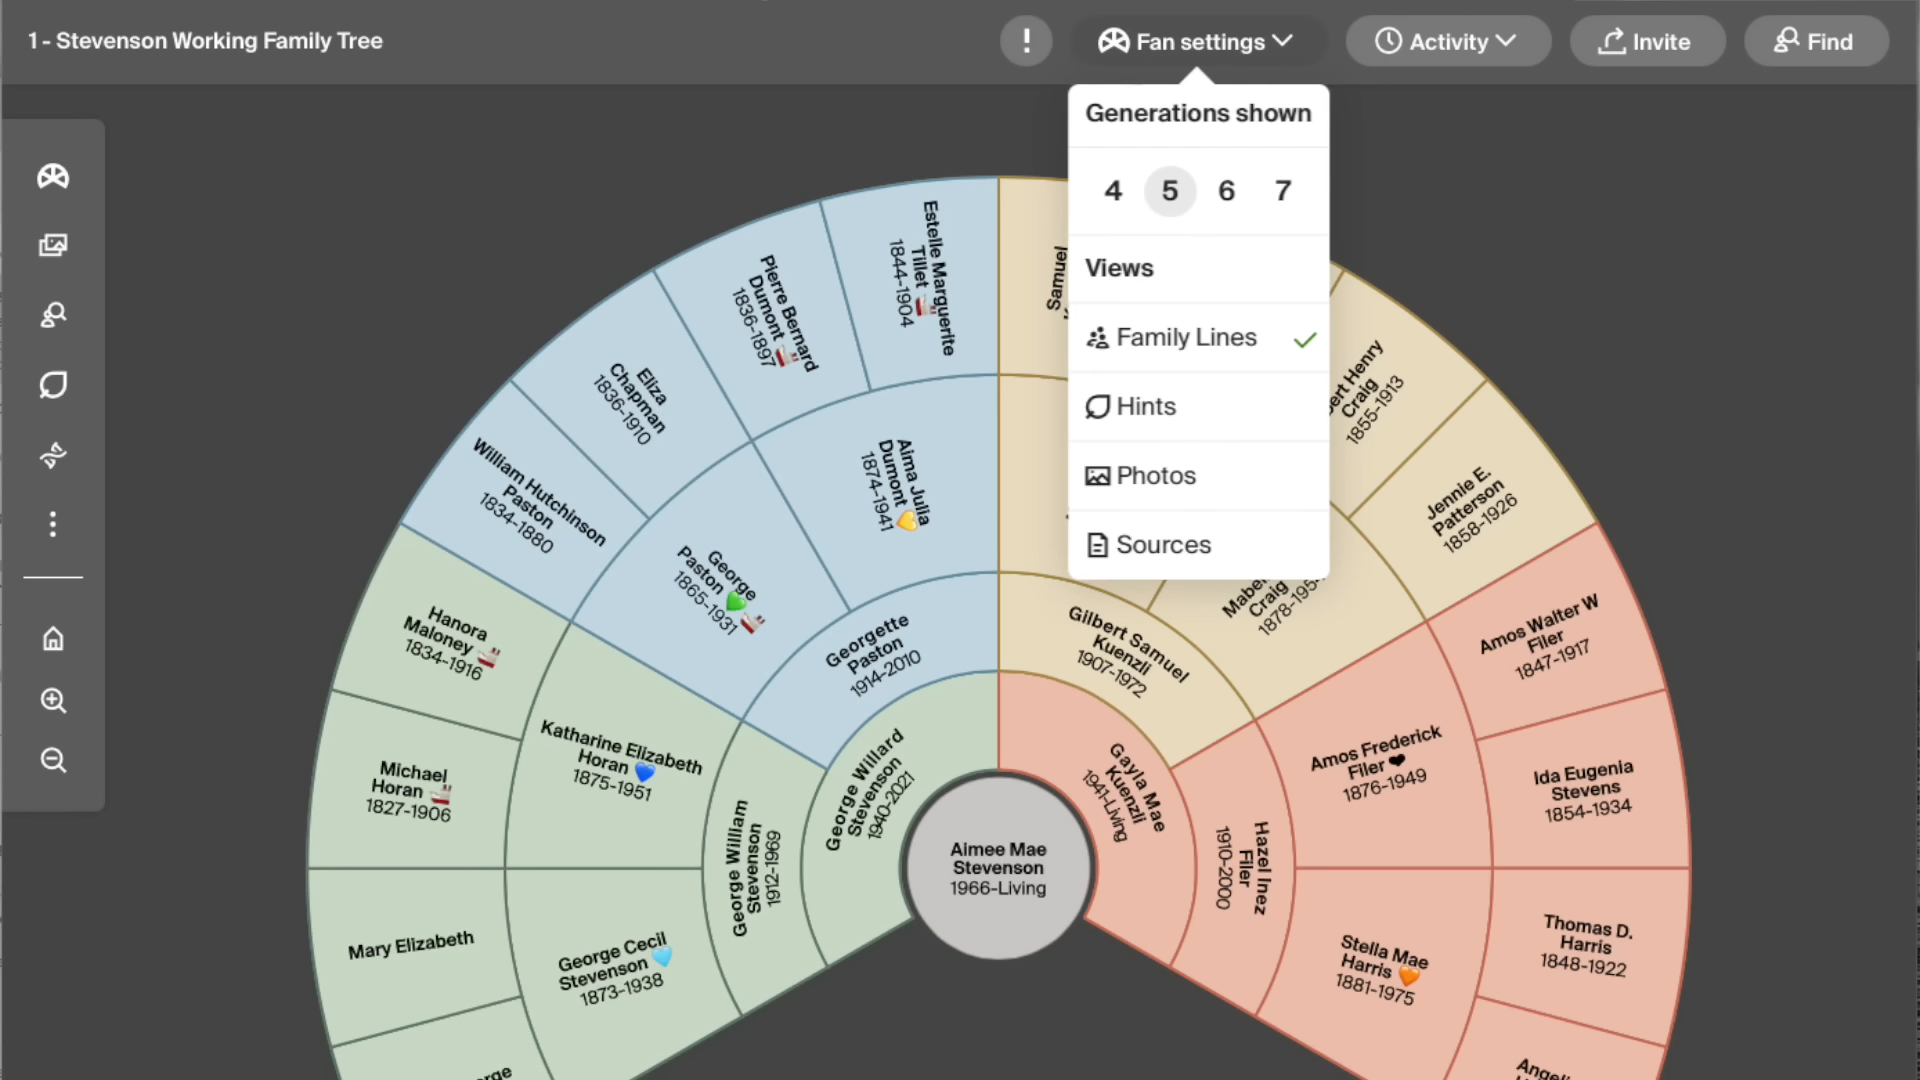 1 - Stevenson Working Family Tree
!
Fan settings
Activity
Invite
Find
Generations shown
4 5 6 7
Views
Family Lines
Hints
Photos
Sources
Mary Elizabeth
Michael
Horan
1827-1906
Hanora
Maloney
1834-1916
William Hutchinson
Paston
1834-1880
Eliza
Chapman
1836-1910
Pierre Bernard
Dumont
1836-1897
Estelle Marguerite
Tillet
1844-1904
Samuel
Henry
Craig
1855-1913
Jennie E.
Patterson
1858-1926
Amos Walter W
Filer
1847-1917
Ida Eugenia
Stevens
1854-1934
Thomas D.
Harris
1848-1922
George Cecil
Stevenson
1873-1938
Katharine Elizabeth
Horan
1875-1951
George
Paston
1865-1931
Alma Julia
Dumont
1874-1941
Craig
Amos Frederick
Filer
1876-1949
Stella Mae
Harris
1881-1975
George William
Stevenson
1912-1969
Georgette
Paston
1914-2010
Gilbert Samuel
Kuenzli
1907-1972
Hazel Inez
Filer
1910-2000
George Willard
Stevenson
1940-2021
Gayla Mae
Kuenzli
1941-Living
Aimee Mae
Stevenson
1966-Living